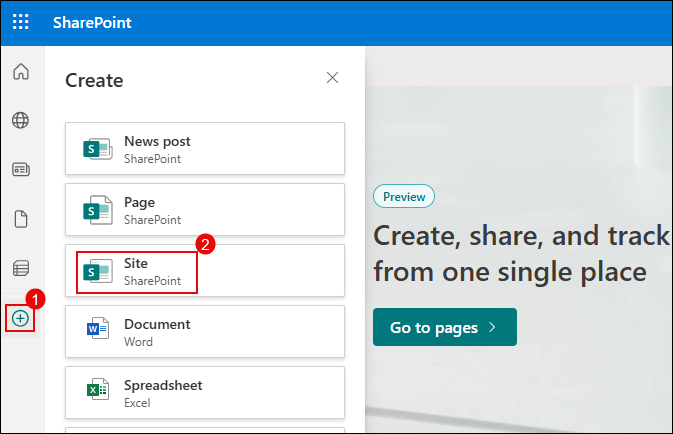 SharePoint
Create
News post
SharePoint
Page
SharePoint
2
Site
SharePoint
1
Document
Word
Spreadsheet
Excel
Preview
Create, share, and track
from one single place
Go to pages